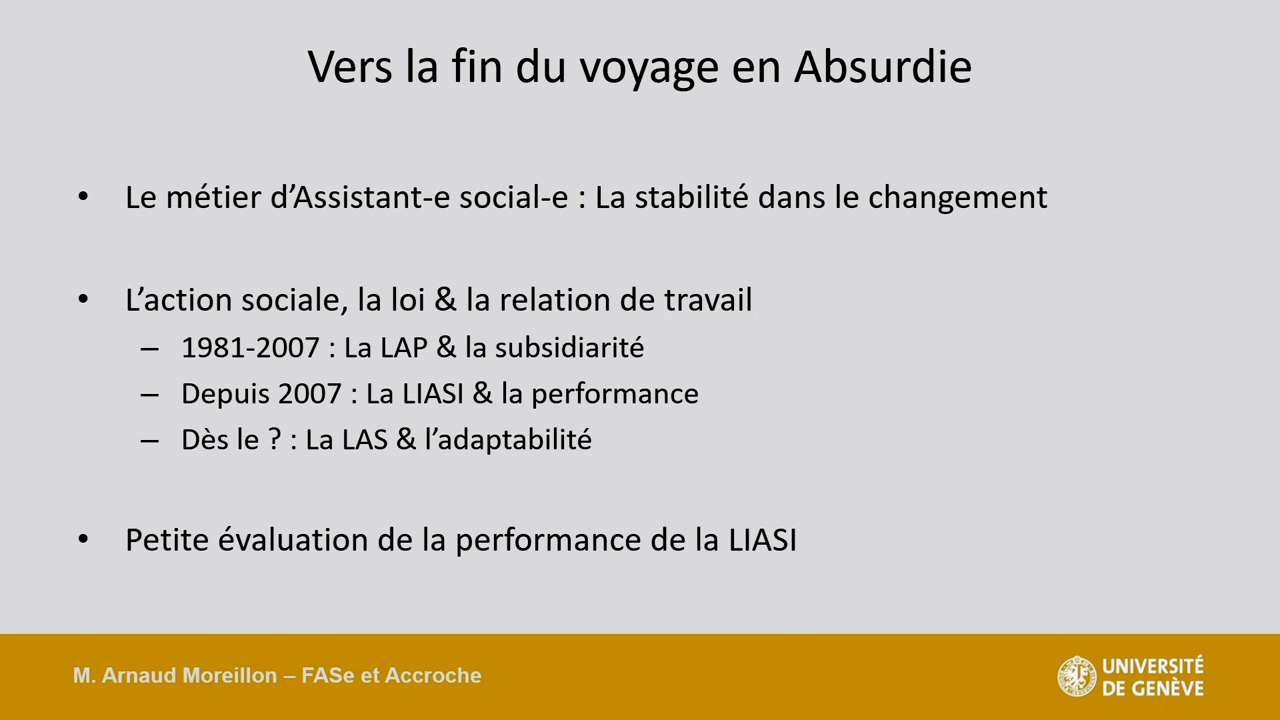 Vers la fin du voyage en Absurdie
• Le métier d’Assistant-e social-e : La stabilité dans le changement
• L’action sociale, la loi & la relation de travail
– 1981-2007 : La LAP & la subsidiarité
– Depuis 2007 : La LIASI & la performance
– Dès le ? : La LAS & l’adaptabilité
• Petite évaluation de la performance de la LIASI
M. Arnaud Moreillon – FASe et Accroche
UNIVERSITÉ
DE GENÈVE